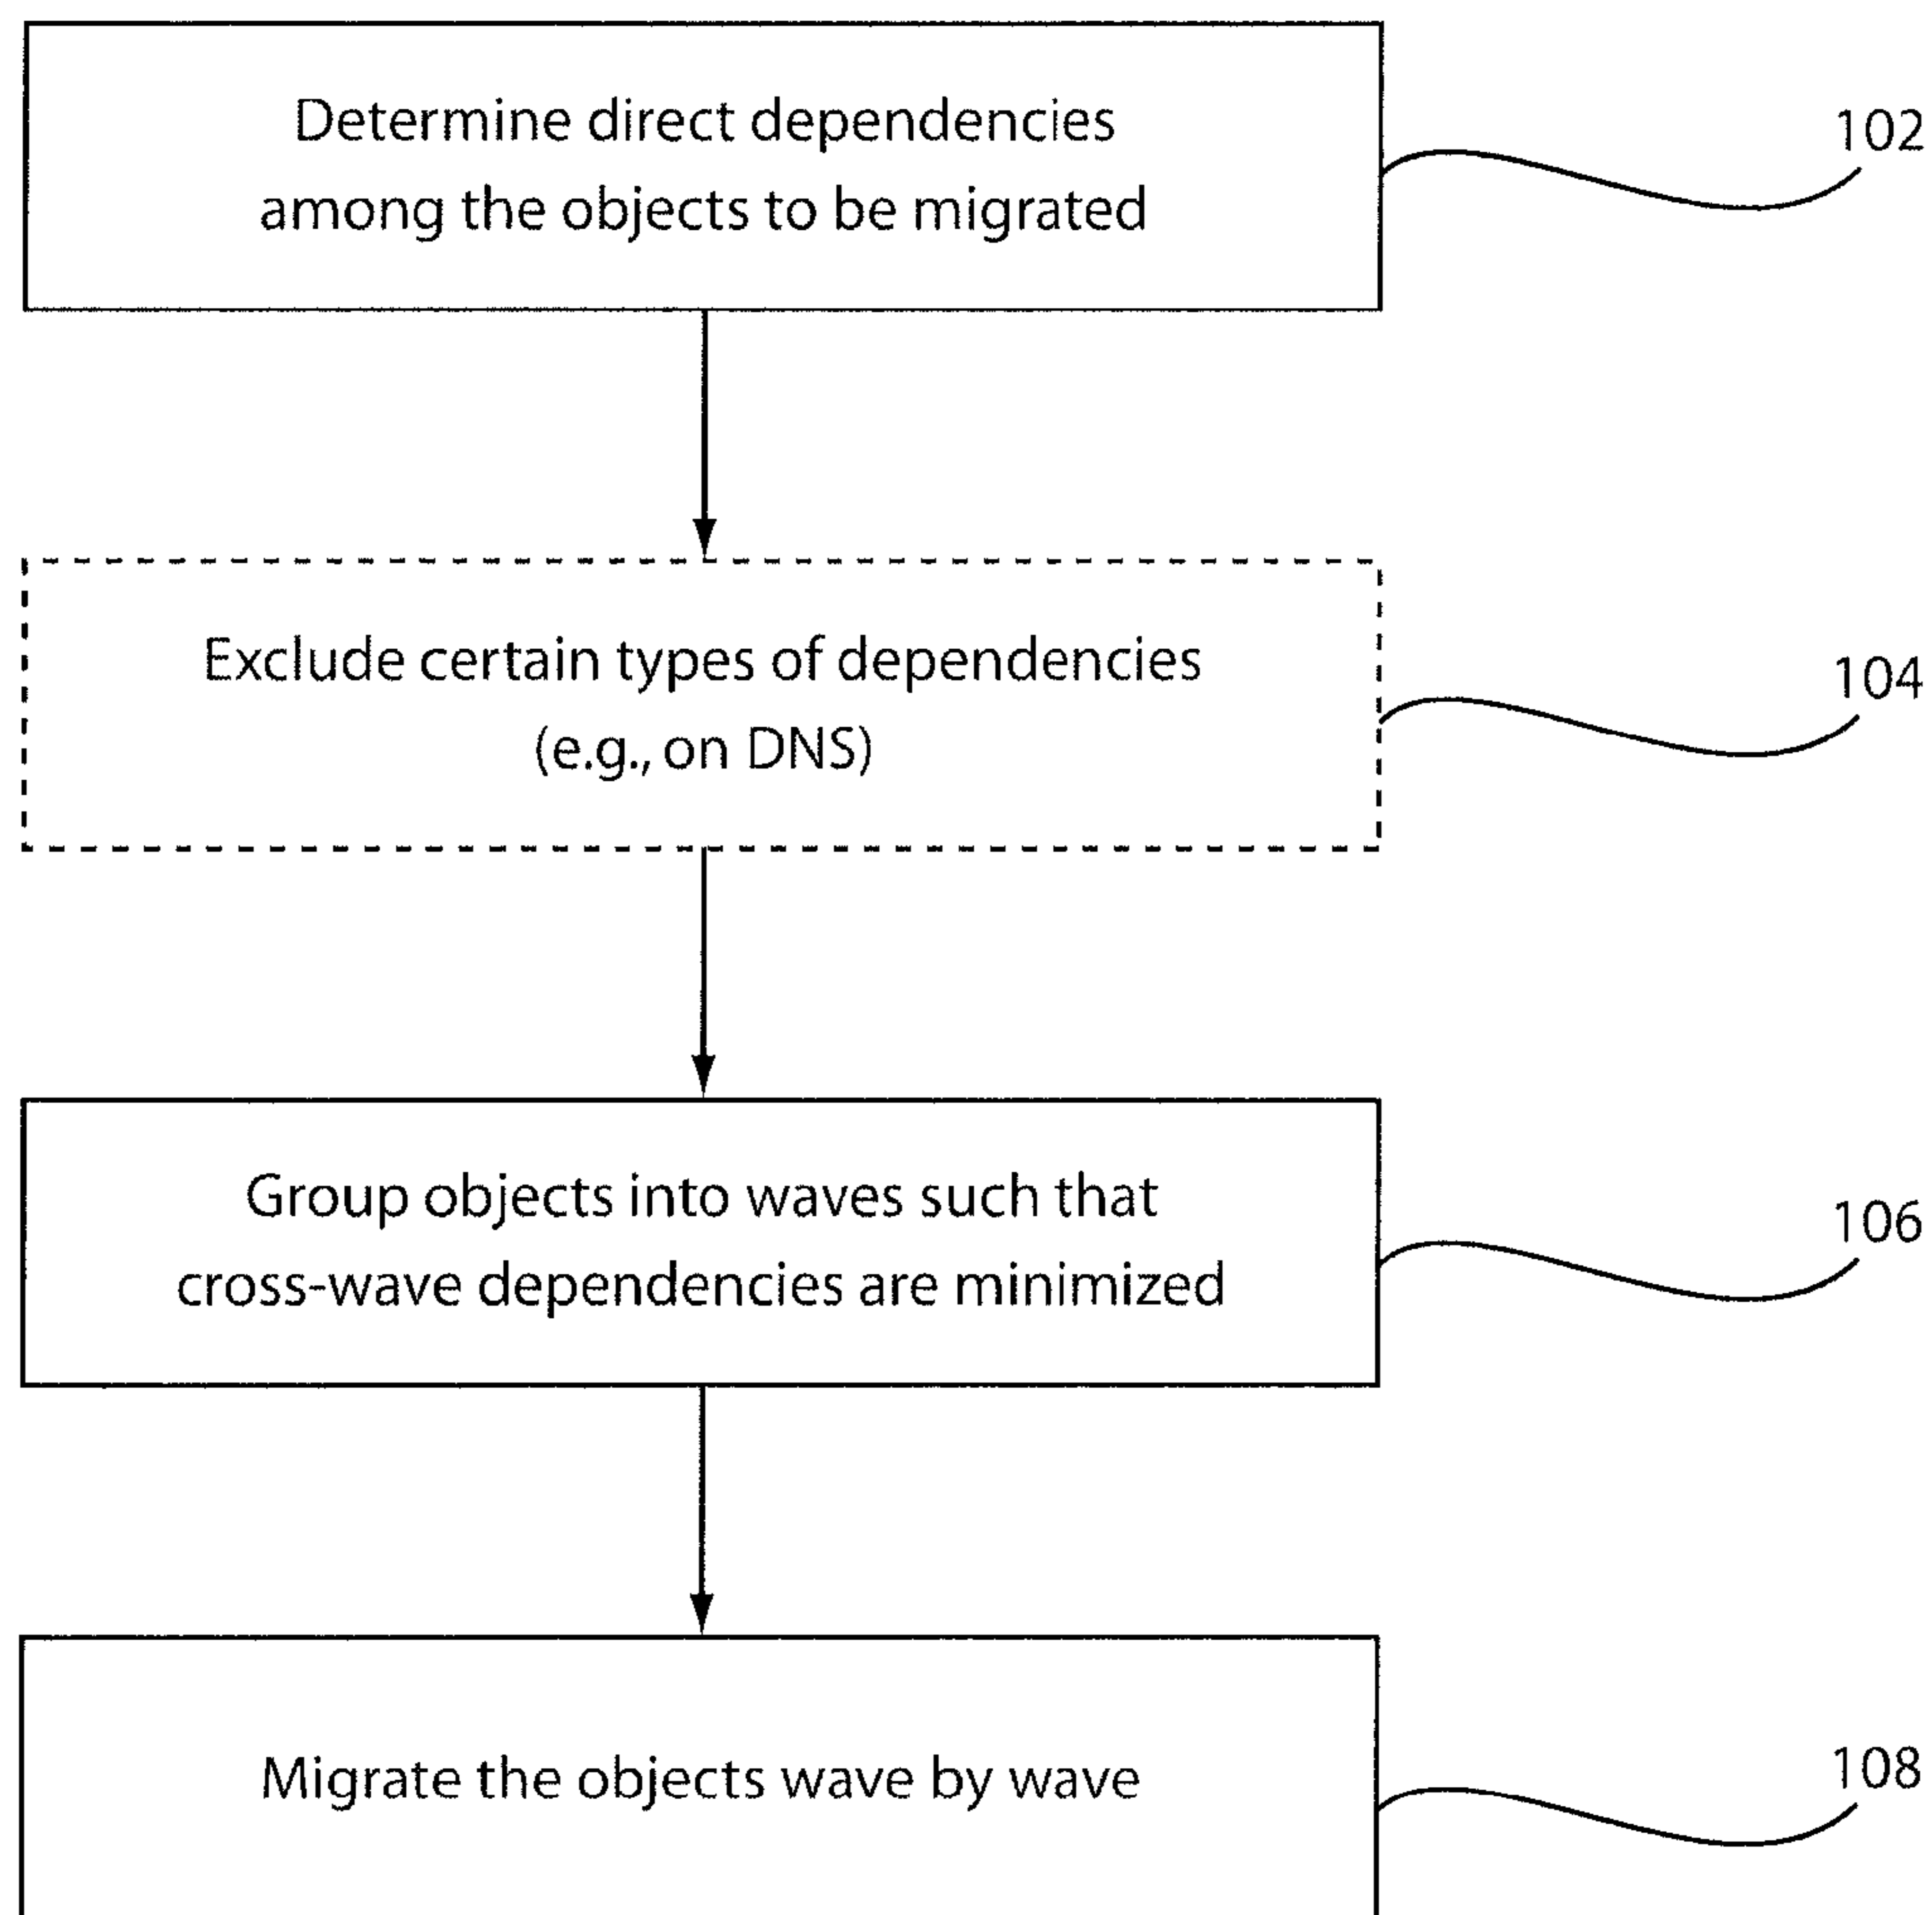 Determine direct dependencies
among the objects to be migrated
102
Exclude certain types of dependencies
(e.g., on DNS)
104
Group objects into waves such that
cross-wave dependencies are minimized
106
Migrate the objects wave by wave
108